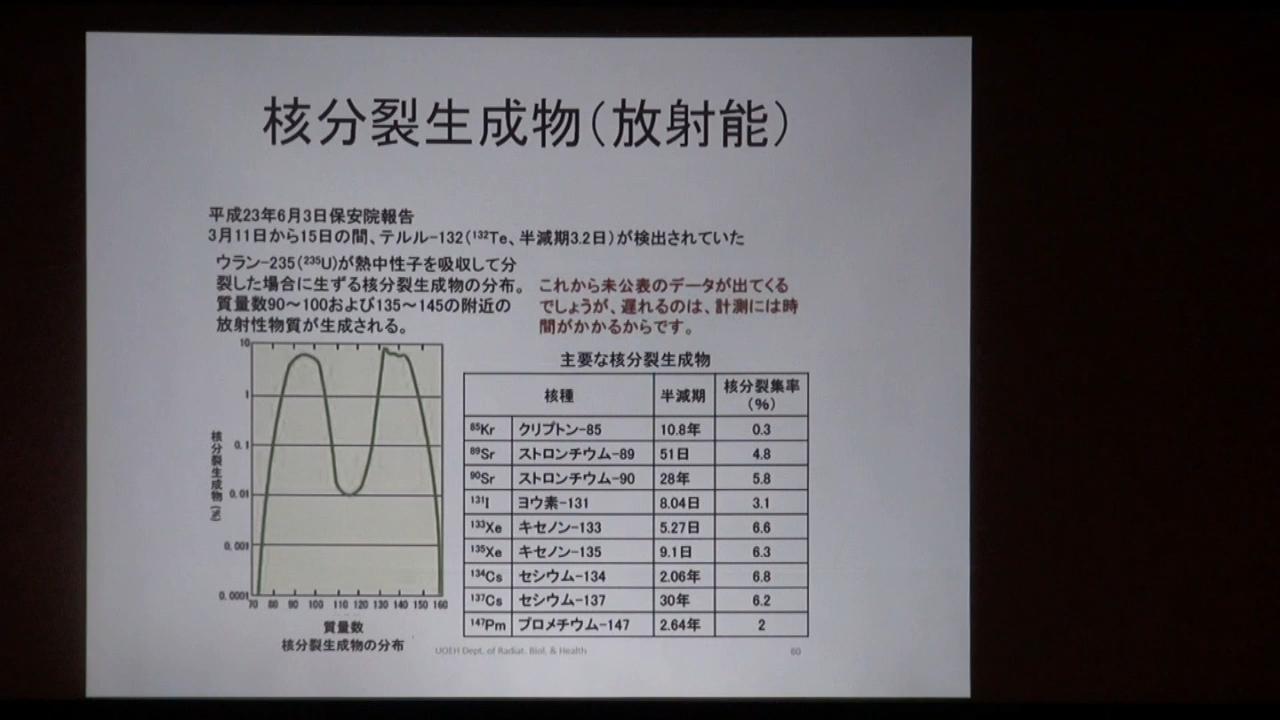 核分裂生成物(放射能)
平成23年6月3日保安院報告
3月11日から15日の間、テルル-132(¹³²Te、半減期3.2日)が検出されていた
ウラン-235(²³⁵U)が熱中性子を吸収して分
裂した場合に生ずる核分裂生成物の分布。
質量数90～100および135～145の附近の
放射性物質が生成される。
これから未公表のデータが出てくる
でしょうが、遅れるのは、計測には時
間がかかるからです。
核分裂生成物(%)
10
1
0.1
0.01
0.001
0.0001
70 80 90 100 110 120 130 140 150 160
質量数
核分裂生成物の分布
主要な核分裂生成物
核種 半減期 核分裂集率(%)
⁸⁵Kr クリプトン-85 10.8年 0.3
⁸⁹Sr ストロンチウム-89 51日 4.8
⁹⁰Sr ストロンチウム-90 28年 5.8
¹³¹I ヨウ素-131 8.04日 3.1
¹³³Xe キセノン-133 5.27日 6.6
¹³⁵Xe キセノン-135 9.1日 6.3
¹³⁴Cs セシウム-134 2.06年 6.8
¹³⁷Cs セシウム-137 30年 6.2
¹⁴⁷Pm プロメチウム-147 2.64年 2
UOEH Dept. of Radiat. Biol. & Health
60